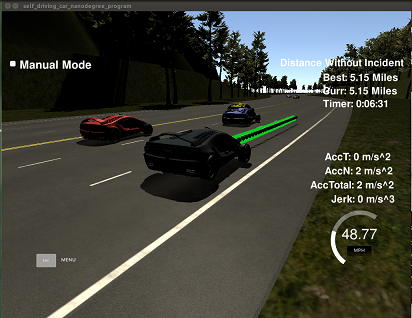 self_driving_car_nanodegree_program
Manual Mode
Distance Without Incident
Best: 5.15 Miles
Curr: 5.15 Miles
Timer: 0:06:31
AccT: 0 m/s^2
AccN: 2 m/s^2
AccTotal: 2 m/s^2
Jerk: 0 m/s^3
48.77
MPH
MENU